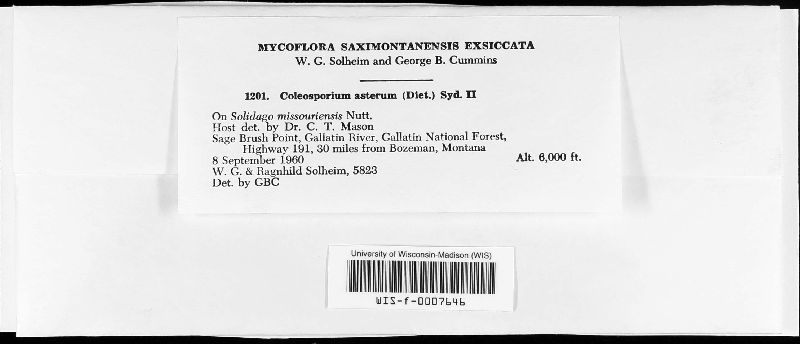 MYCOFLORA SAXIMONTANENSIS EXSICCATA
W. G. Solheim and George B. Cummins
1201. Coleosporium asterum (Diet.) Syd. II
On Solidago missouriensis Nutt.
Host det. by Dr. C. T. Mason
Sage Brush Point, Gallatin River, Gallatin National Forest,
Highway 191, 30 miles from Bozeman, Montana
8 September 1960 Alt. 6,000 ft.
W. G. & Ragnhild Solheim, 5823
Det. by GBC
University of Wisconsin-Madison (WIS)
WIS-f-0007646